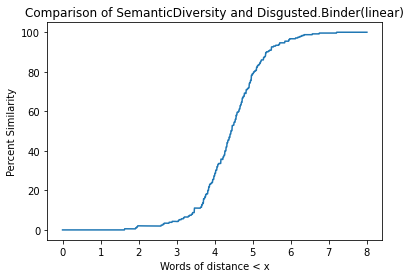 Comparison of SemanticDiversity and Disgusted.Binder(linear)
100
80
60
40
20
0
Percent Similarity
0 1 2 3 4 5 6 7 8
Words of distance < x